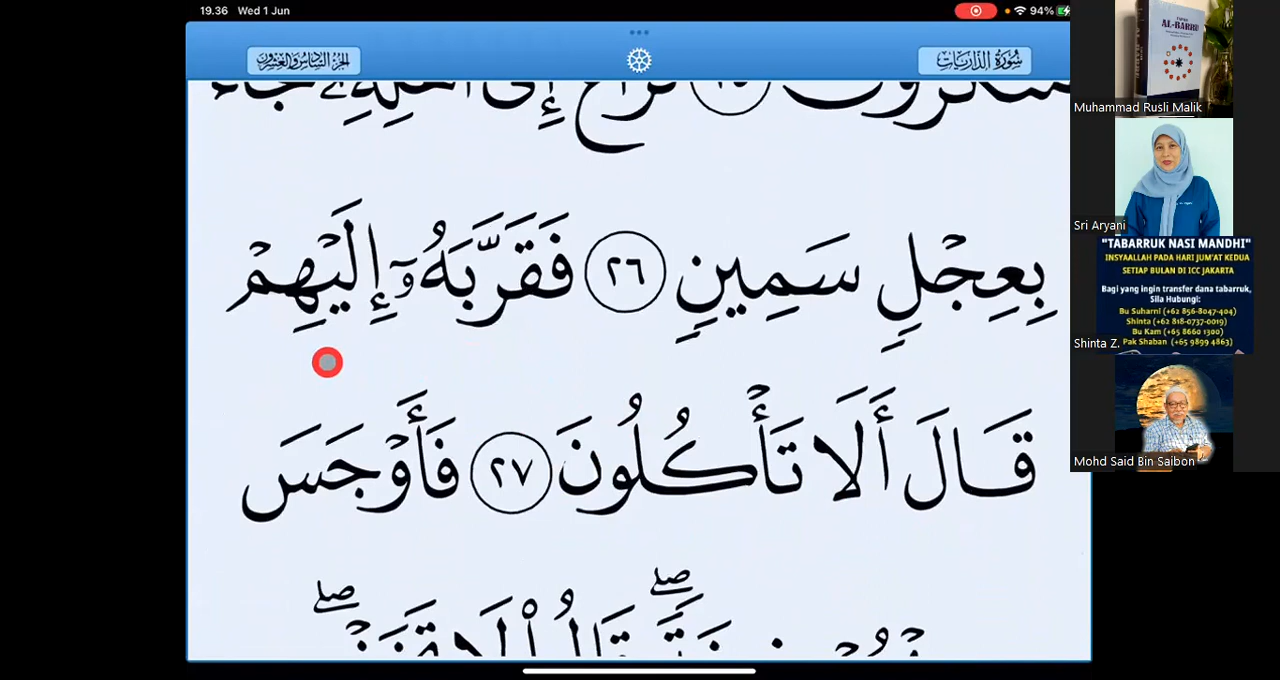 19.36 Wed 1 Jun
94%
الجزء السادس والعشرون
سورة الذاريات
بِعِجْلٍ سَمِينٍ ٢٦ فَقَرَّبَهُۥٓ إِلَيْهِمْ
قَالَ أَلَا تَأْكُلُونَ ٢٧ فَأَوْجَسَ
TAFSIR
AL-BARRU
Muhammad Rusli Malik
Sri Aryani
"TABARRUK NASI MANDHI"
INSYAALLAH PADA HARI JUM'AT KEDUA
SETIAP BULAN DI ICC JAKARTA
Bagi yang ingin transfer dana tabarruk,
Sila Hubungi:
Bu Suharni (+62 856-8047-404)
Shinta (+62 818-0737-0019)
Bu Kam (+65 8660 1300)
Pak Shaban (+65 9899 4863)
Shinta Z.
Mohd Said Bin Saibon